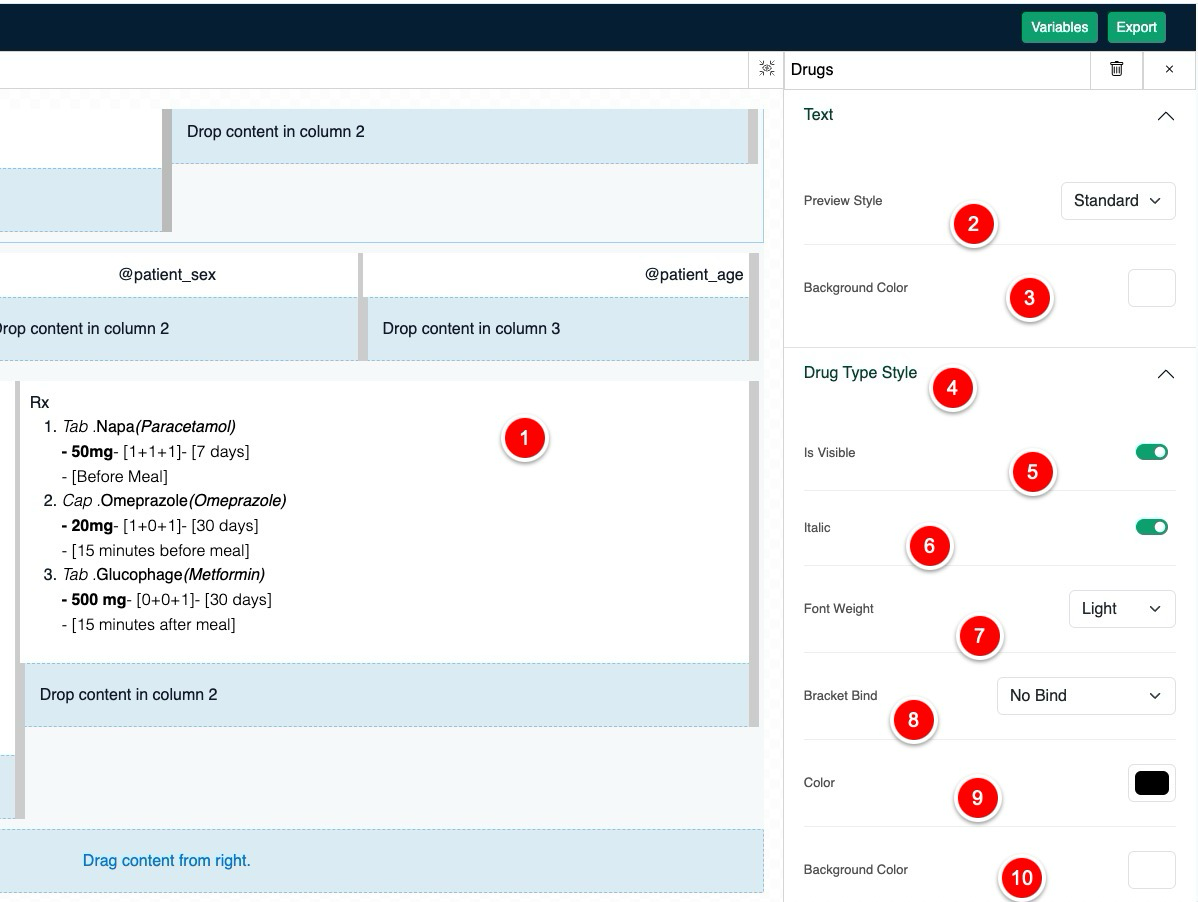 Variables Export
Drugs ×
Text
Drop content in column 2
Preview Style Standard
2
Background Color
3
@patient_sex @patient_age
Drop content in column 2 Drop content in column 3
Drug Type Style
4
Rx
1. Tab .Napa(Paracetamol)
- 50mg- [1+1+1]- [7 days]
- [Before Meal]
2. Cap .Omeprazole(Omeprazole)
- 20mg- [1+0+1]- [30 days]
- [15 minutes before meal]
3. Tab .Glucophage(Metformin)
- 500 mg- [0+0+1]- [30 days]
- [15 minutes after meal]
1
Is Visible
5
Italic
6
Font Weight Light
7
Drop content in column 2
Bracket Bind No Bind
8
Color
9
Drag content from right.
Background Color
10